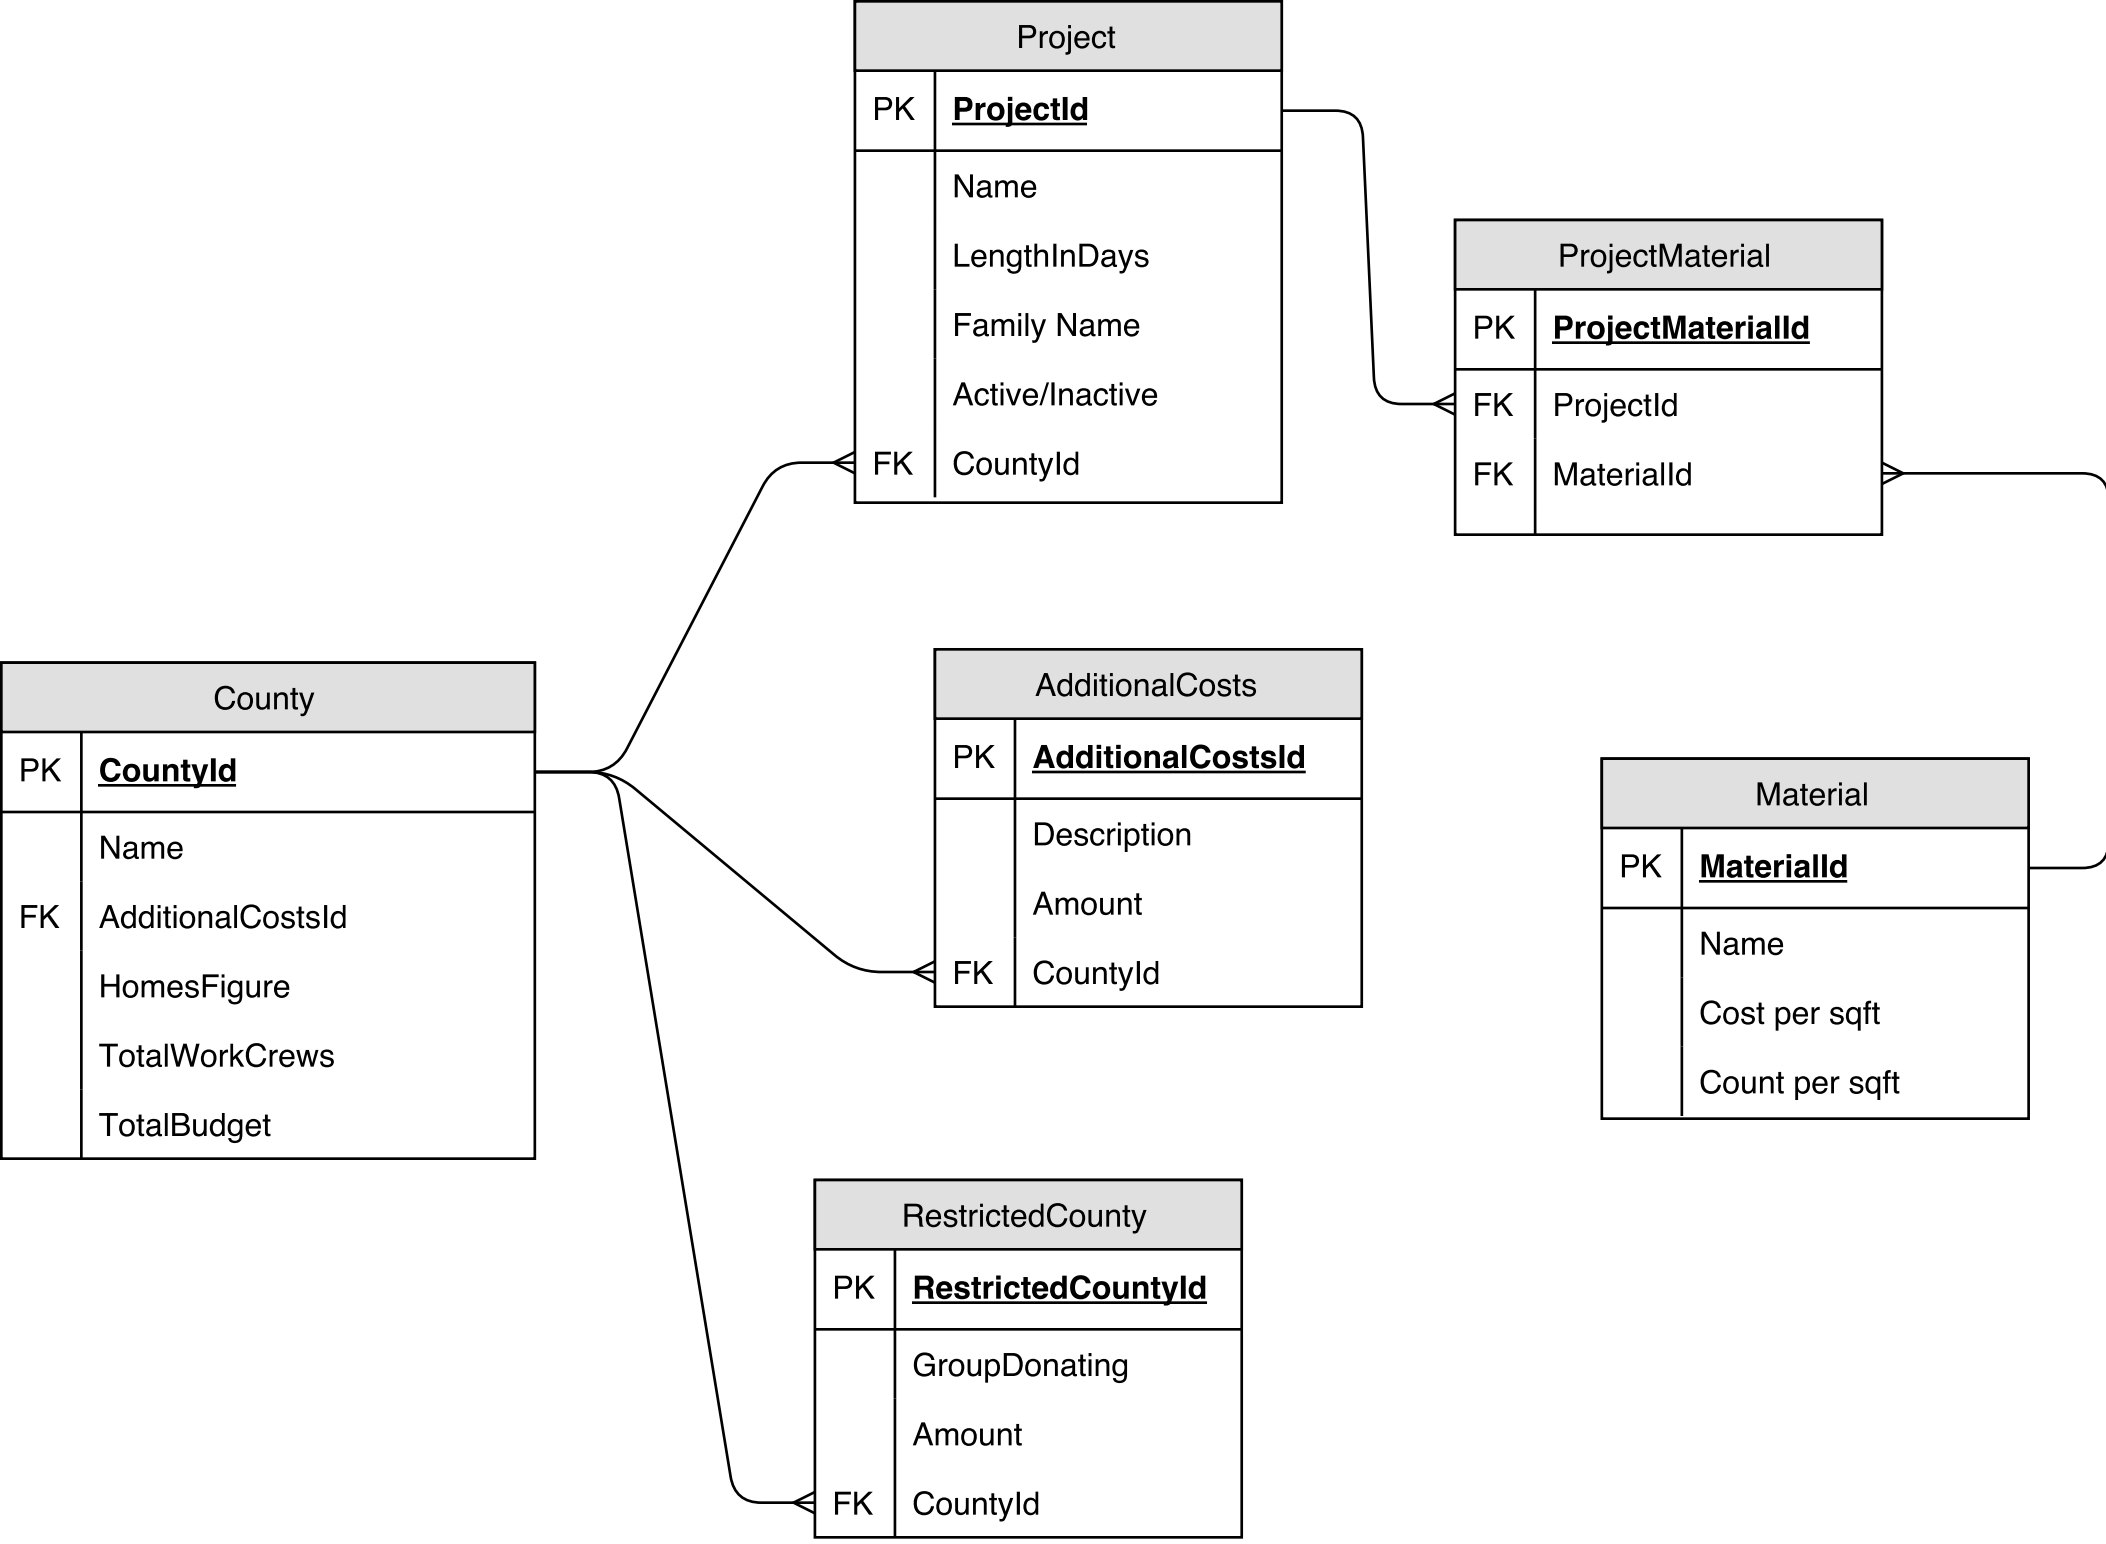 Project
PK ProjectId
Name
LengthInDays
Family Name
Active/Inactive
FK CountyId
ProjectMaterial
PK ProjectMaterialId
FK ProjectId
FK MaterialId
County
PK CountyId
Name
FK AdditionalCostsId
HomesFigure
TotalWorkCrews
TotalBudget
AdditionalCosts
PK AdditionalCostsId
Description
Amount
FK CountyId
Material
PK MaterialId
Name
Cost per sqft
Count per sqft
RestrictedCounty
PK RestrictedCountyId
GroupDonating
Amount
FK CountyId